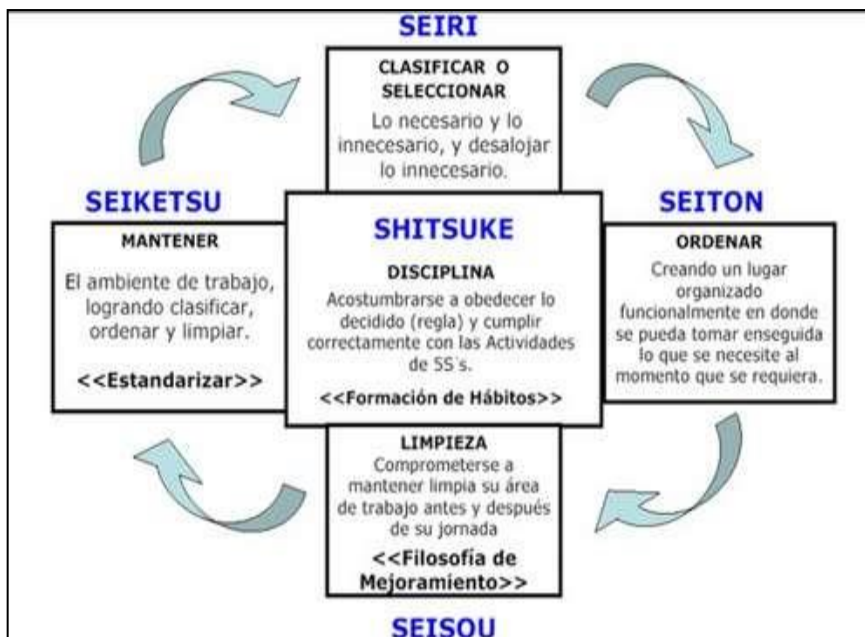 SEIRI
CLASIFICAR O
SELECCIONAR
Lo necesario y lo
innecesario, y desalojar
lo innecesario.
SEIKETSU
MANTENER
El ambiente de trabajo,
logrando clasificar,
ordenar y limpiar.
<<Estandarizar>>
SHITSUKE
DISCIPLINA
Acostumbrarse a obedecer lo
decidido (regla) y cumplir
correctamente con las Actividades
de 5S´s.
<<Formación de Hábitos>>
SEITON
ORDENAR
Creando un lugar
organizado
funcionalmente en donde
se pueda tomar enseguida
lo que se necesite al
momento que se requiera.
LIMPIEZA
Comprometerse a
mantener limpia su área
de trabajo antes y después
de su jornada
<<Filosofía de
Mejoramiento>>
SEISOU